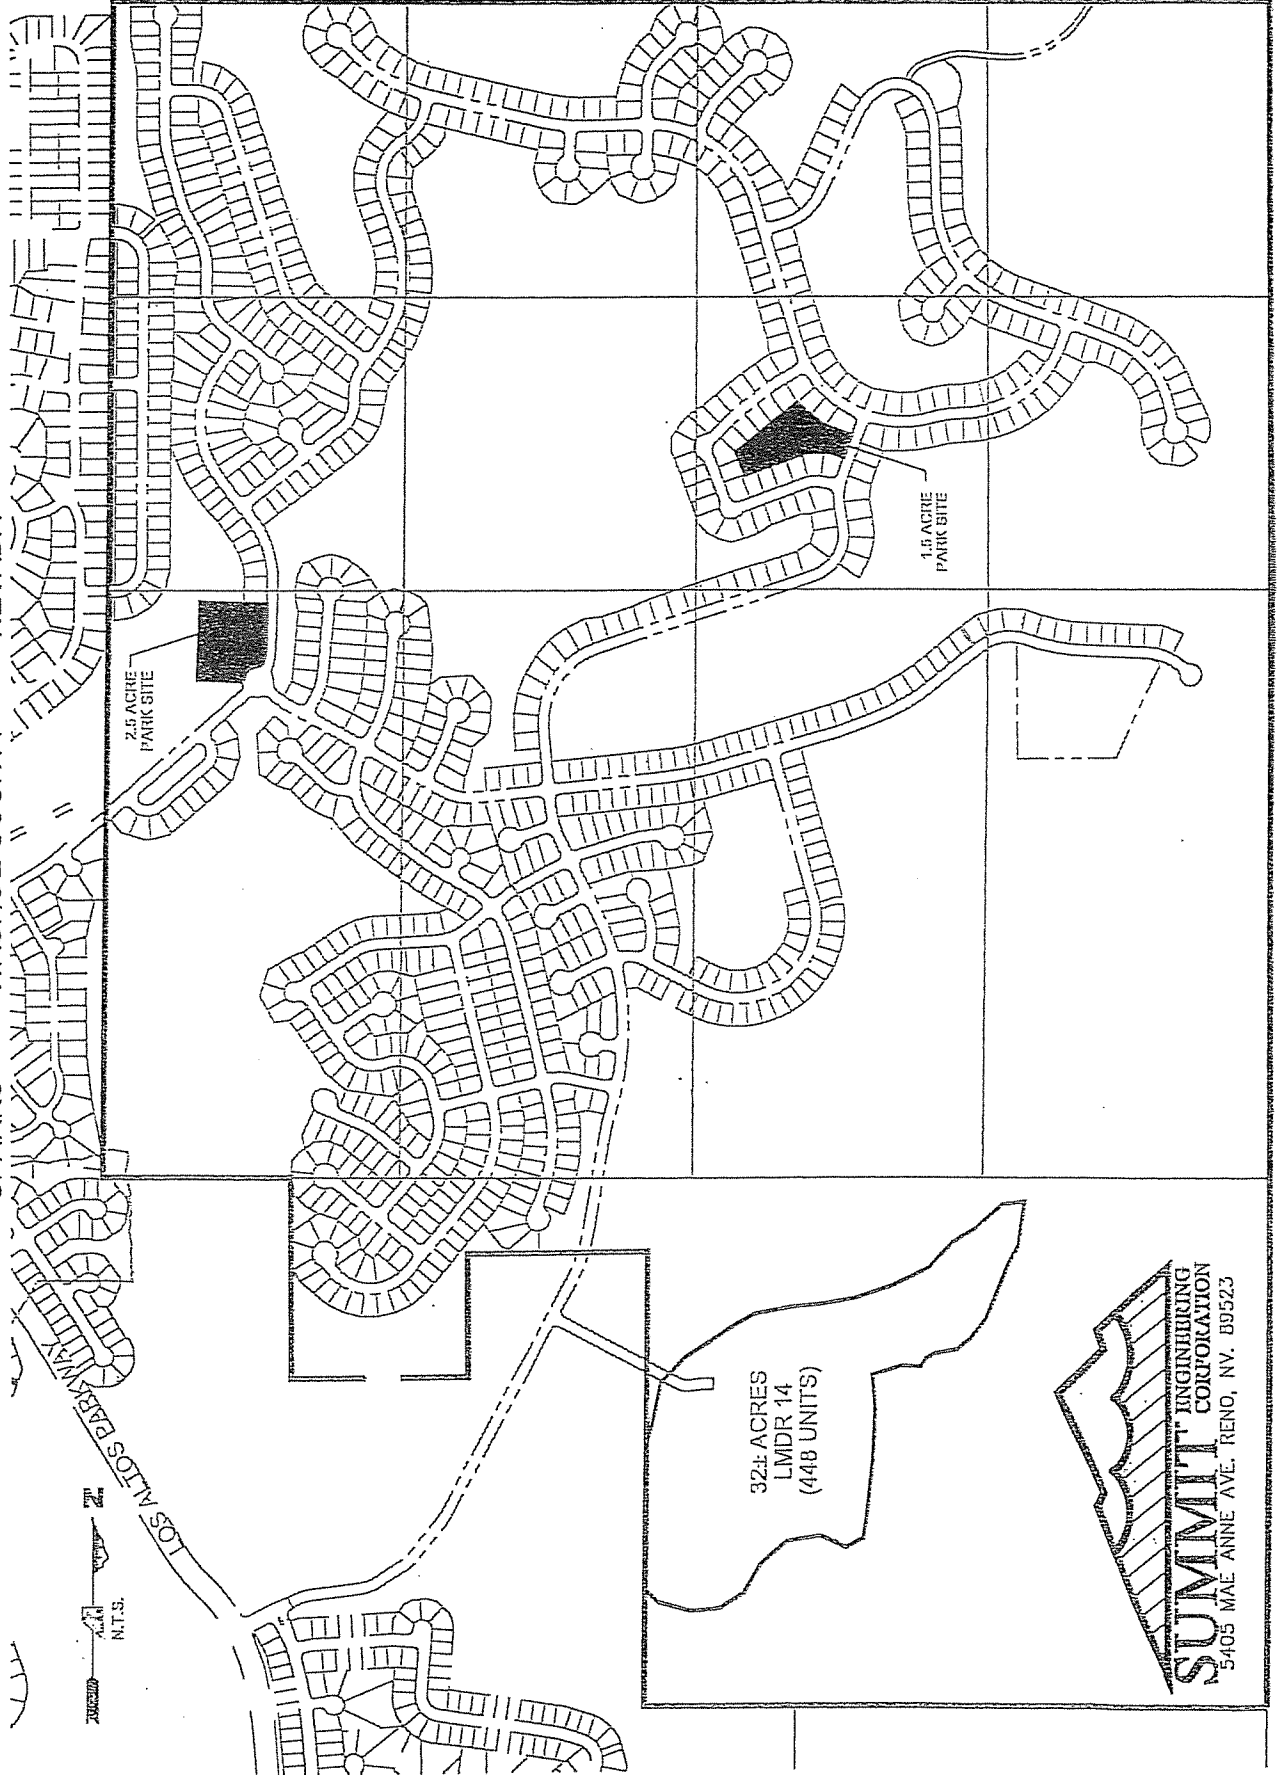 2.5 ACRE
PARK SITE
1.5 ACRE
PARK SITE
LOS ALTOS PARKWAY
N.T.S.
32± ACRES
LMDR 14
(448 UNITS)
SUMMIT ENGINEERING
CORPORATION
5405 MAE ANNE AVE. RENO, NV. 89523